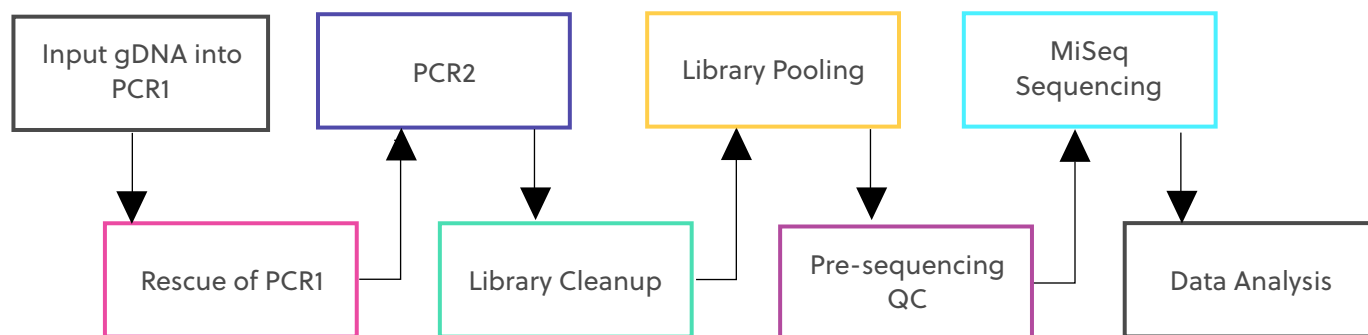 Input gDNA into
PCR1
Rescue of PCR1
PCR2
Library Cleanup
Library Pooling
Pre-sequencing
QC
MiSeq
Sequencing
Data Analysis